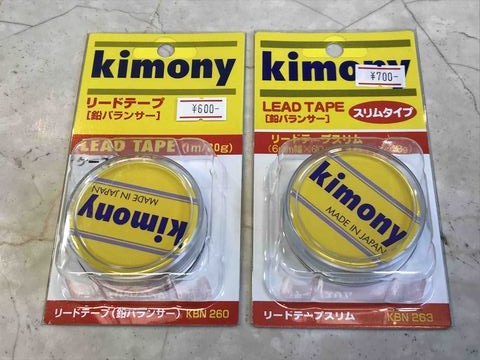 kimony
リードテープ
[鉛バランサー]
¥600-
LEAD TAPE
MADE IN JAPAN
kimony
リードテープ(鉛バランサー) KBN 260
kimony
¥700-
LEAD TAPE
[鉛バランサー]
スリムタイプ
リードテープスリム
kimony
MADE IN JAPAN
リードテープスリム KBN 263